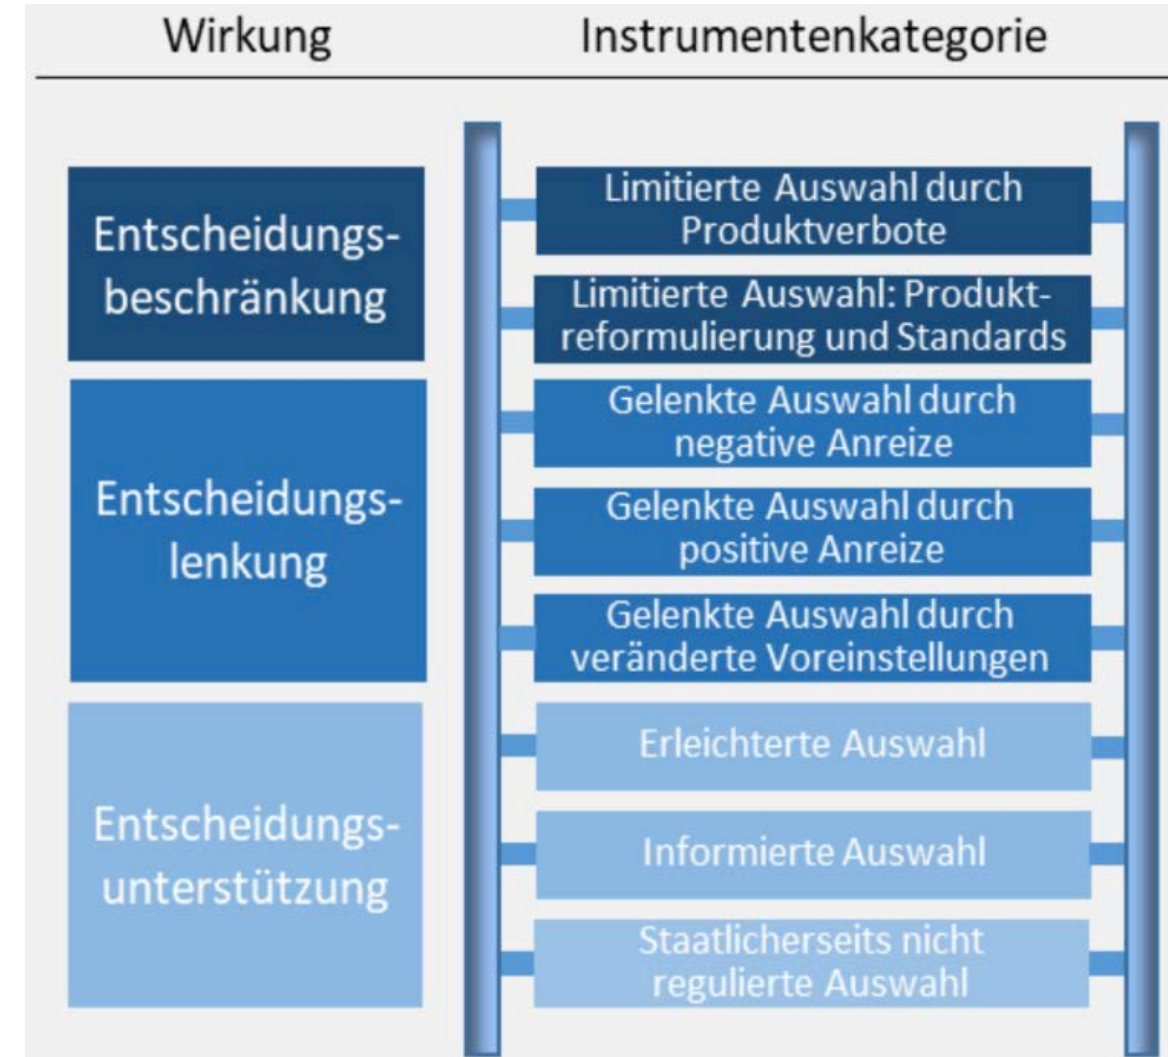 Wirkung
Instrumentenkategorie
Entscheidungs-
beschränkung
Limitierte Auswahl durch
Produktverbote
Limitierte Auswahl: Produkt-
reformulierung und Standards
Entscheidungs-
lenkung
Gelenkte Auswahl durch
negative Anreize
Gelenkte Auswahl durch
positive Anreize
Gelenkte Auswahl durch
veränderte Voreinstellungen
Entscheidungs-
unterstützung
Erleichterte Auswahl
Informierte Auswahl
Staatlicherseits nicht
regulierte Auswahl